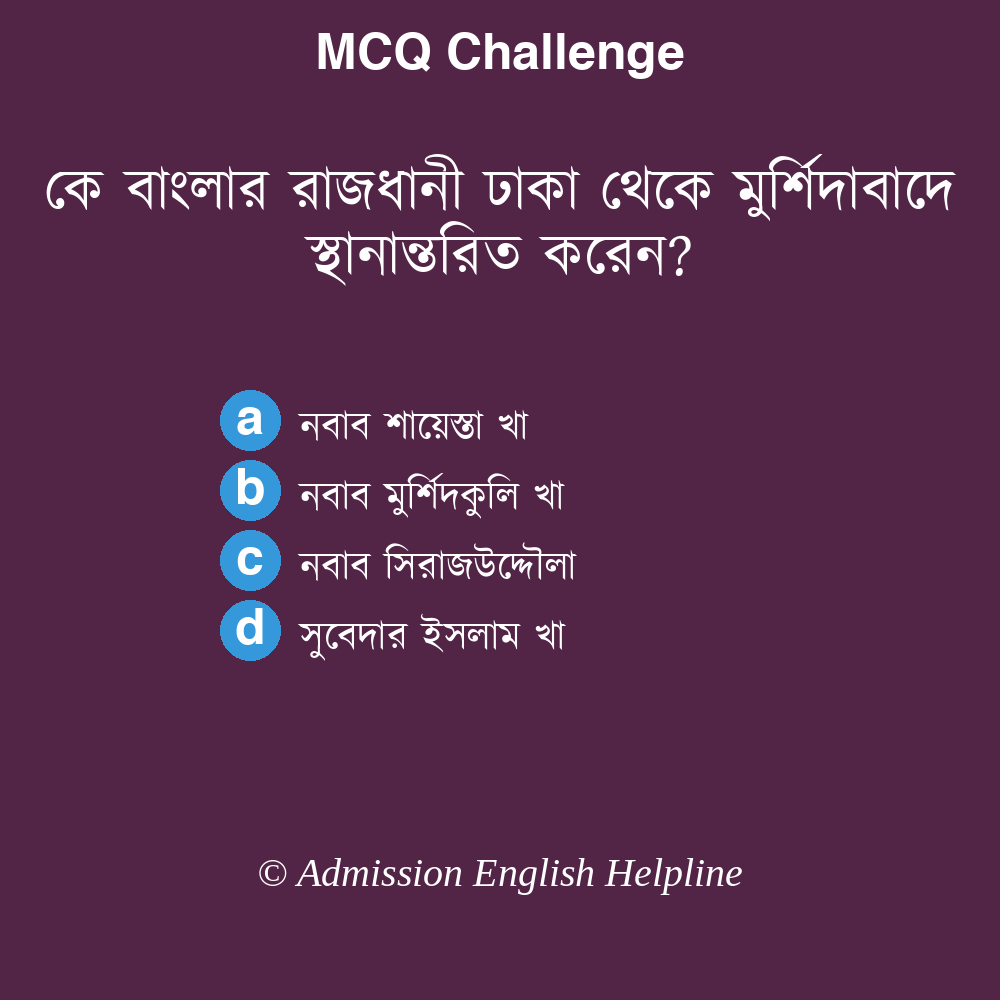 MCQ Challenge
কে বাংলার রাজধানী ঢাকা থেকে মুর্শিদাবাদে
স্থানান্তরিত করেন?
a নবাব শায়েস্তা খা
b নবাব মুর্শিদকুলি খা
c নবাব সিরাজউদ্দৌলা
d সুবেদার ইসলাম খা
© Admission English Helpline